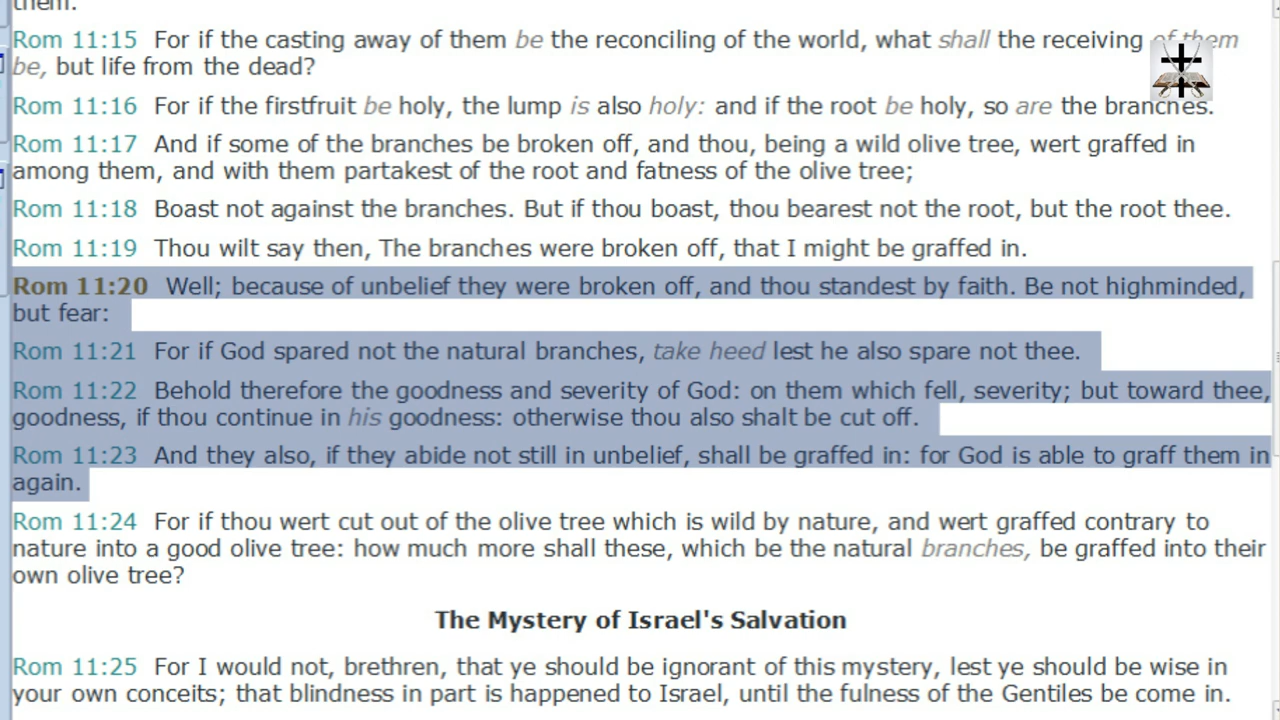 them.
Rom 11:15 For if the casting away of them be the reconciling of the world, what shall the receiving of them
be, but life from the dead?
Rom 11:16 For if the firstfruit be holy, the lump is also holy: and if the root be holy, so are the branches.
Rom 11:17 And if some of the branches be broken off, and thou, being a wild olive tree, wert graffed in
among them, and with them partakest of the root and fatness of the olive tree;
Rom 11:18 Boast not against the branches. But if thou boast, thou bearest not the root, but the root thee.
Rom 11:19 Thou wilt say then, The branches were broken off, that I might be graffed in.
Rom 11:20 Well; because of unbelief they were broken off, and thou standest by faith. Be not highminded,
but fear:
Rom 11:21 For if God spared not the natural branches, take heed lest he also spare not thee.
Rom 11:22 Behold therefore the goodness and severity of God: on them which fell, severity; but toward thee,
goodness, if thou continue in his goodness: otherwise thou also shalt be cut off.
Rom 11:23 And they also, if they abide not still in unbelief, shall be graffed in: for God is able to graff them in
again.
Rom 11:24 For if thou wert cut out of the olive tree which is wild by nature, and wert graffed contrary to
nature into a good olive tree: how much more shall these, which be the natural branches, be graffed into their
own olive tree?
The Mystery of Israel's Salvation
Rom 11:25 For I would not, brethren, that ye should be ignorant of this mystery, lest ye should be wise in
your own conceits; that blindness in part is happened to Israel, until the fulness of the Gentiles be come in.